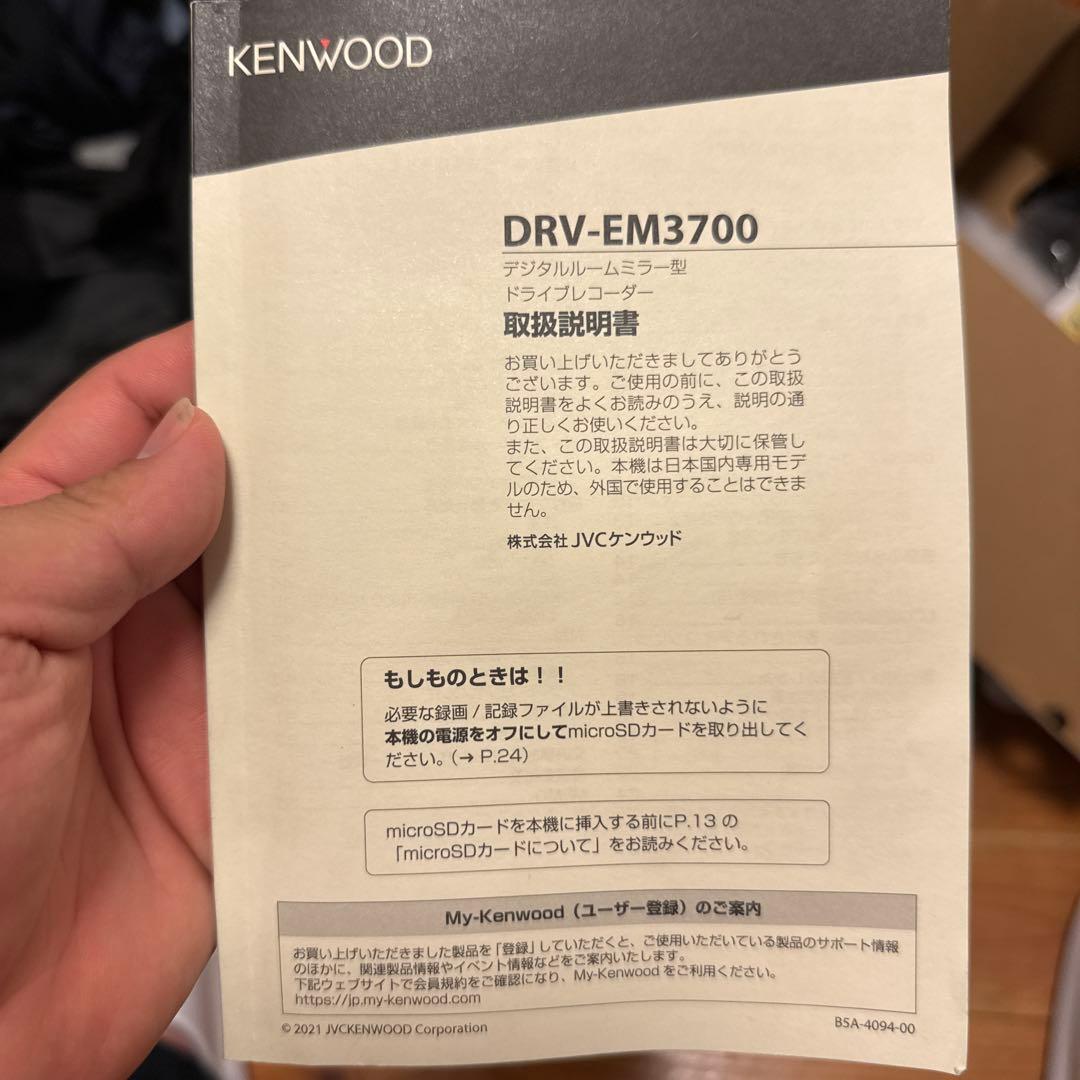 KENWOOD
DRV-EM3700
デジタルルームミラー型
ドライブレコーダー
取扱説明書
お買い上げいただきましてありがとう
ございます。ご使用の前に、この取扱
説明書をよくお読みのうえ、説明の通
り正しくお使いください。
また、この取扱説明書は大切に保管し
てください。本機は日本国内専用モデ
ルのため、外国で使用することはできま
せん。
株式会社 JVCケンウッド
もしものときは！！
必要な録画 / 記録ファイルが上書きされないように
本機の電源をオフにしてmicroSDカードを取り出してく
ださい。(➔ P.24)
microSDカードを本機に挿入する前にP.13 の
「microSDカードについて」をお読みください。
My-Kenwood（ユーザー登録）のご案内
お買い上げいただきました製品を「登録」していただくと、ご使用いただいている製品のサポート情報
のほかに、関連製品情報やイベント情報などをご案内いたします。
下記ウェブサイトで会員規約をご確認になり、My-Kenwood をご利用ください。
https://jp.my-kenwood.com
© 2021 JVCKENWOOD Corporation
B5A-4094-00